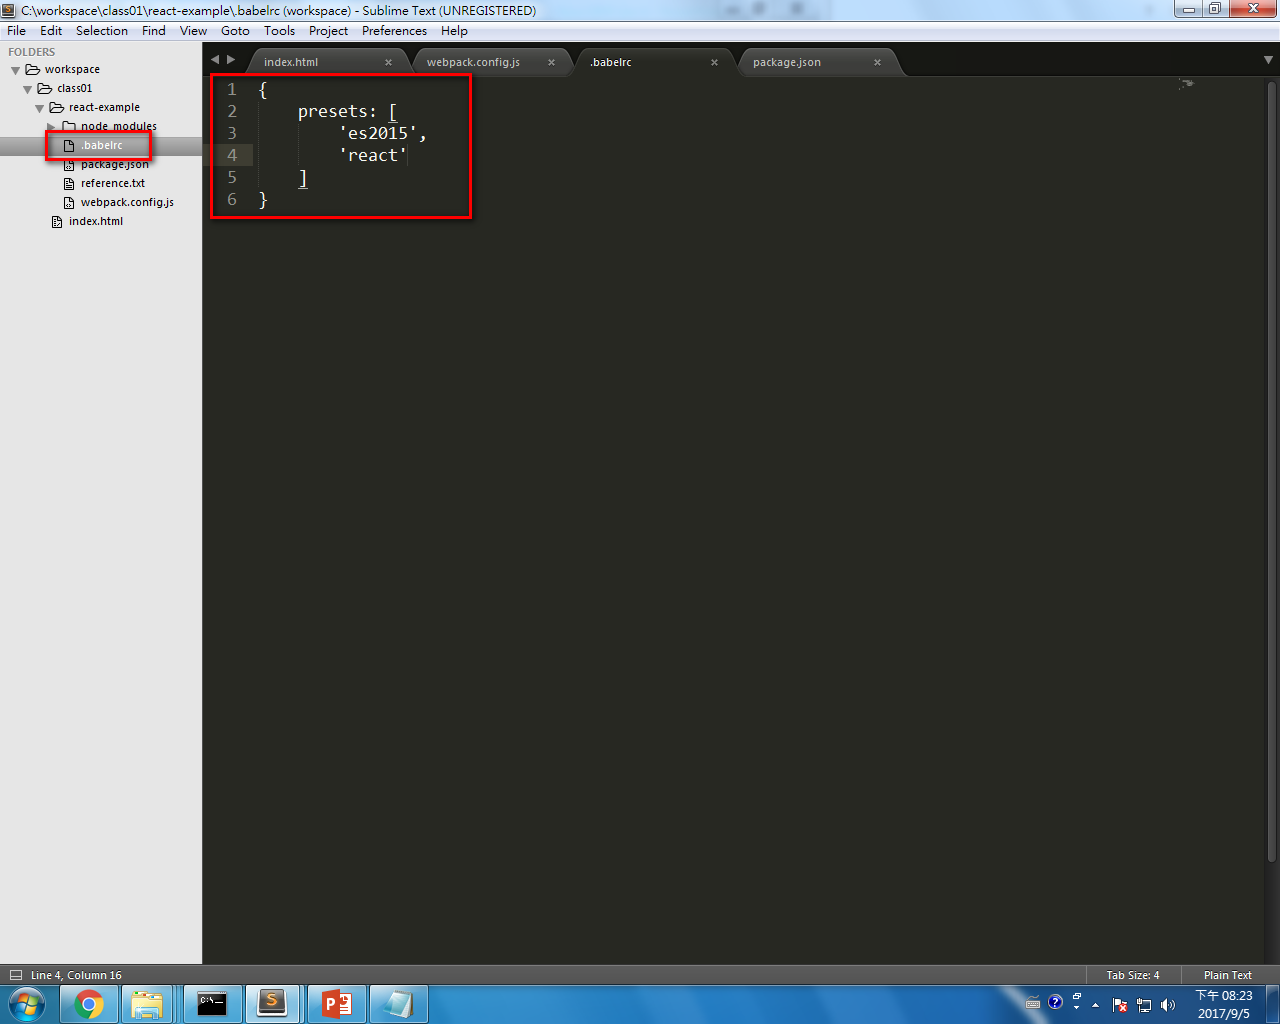 C:\workspace\class01\react-example\.babelrc (workspace) - Sublime Text (UNREGISTERED)
File Edit Selection Find View Goto Tools Project Preferences Help
FOLDERS
workspace
class01
react-example
node_modules
.babelrc
package.json
reference.txt
webpack.config.js
index.html
index.html webpack.config.js .babelrc package.json
1 {
2 presets: [
3 'es2015',
4 'react'
5 ]
6 }
Line 4, Column 16 Tab Size: 4 Plain Text
下午 08:23
2017/9/5